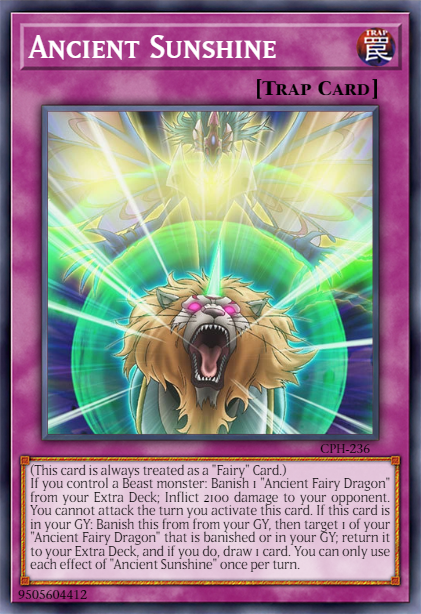 ANCIENT SUNSHINE
TRAP
罠
[TRAP CARD]
CPH-236
(This card is always treated as a "Fairy" Card.)
If you control a Beast monster: Banish 1 "Ancient Fairy Dragon"
from your Extra Deck; Inflict 2100 damage to your opponent.
You cannot attack the turn you activate this card. If this card is
in your GY: Banish this from from your GY, then target 1 of your
"Ancient Fairy Dragon" that is banished or in your GY; return it
to your Extra Deck, and if you do, draw 1 card. You can only use
each effect of "Ancient Sunshine" once per turn.
9505604412